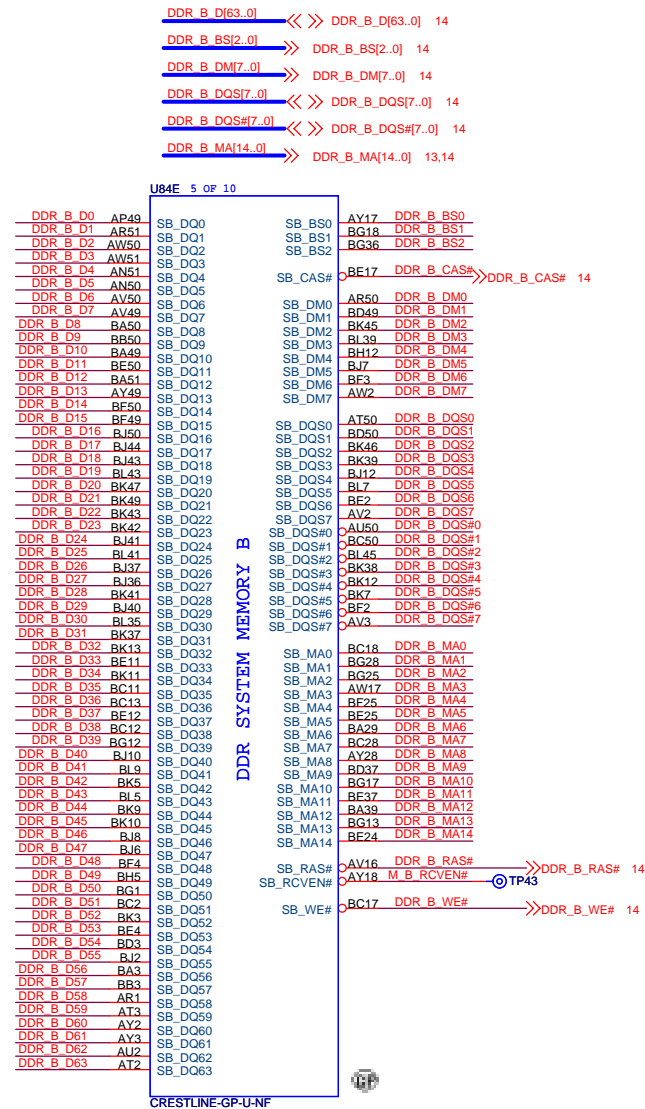 DDR_B_D[63..0] DDR_B_D[63..0] 14
DDR_B_BS[2..0] DDR_B_BS[2..0] 14
DDR_B_DM[7..0] DDR_B_DM[7..0] 14
DDR_B_DQS[7..0] DDR_B_DQS[7..0] 14
DDR_B_DQS#[7..0] DDR_B_DQS#[7..0] 14
DDR_B_MA[14..0] DDR_B_MA[14..0] 13,14
U84E 5 OF 10
DDR_B_D0 AP49 SB_DQ0 SB_BS0 AY17 DDR_B_BS0
DDR_B_D1 AR51 SB_DQ1 SB_BS1 BG18 DDR_B_BS1
DDR_B_D2 AW50 SB_DQ2 SB_BS2 BG36 DDR_B_BS2
DDR_B_D3 AW51 SB_DQ3
DDR_B_D4 AN51 SB_DQ4 SB_CAS# BE17 DDR_B_CAS# DDR_B_CAS# 14
DDR_B_D5 AN50 SB_DQ5
DDR_B_D6 AV50 SB_DQ6 SB_DM0 AR50 DDR_B_DM0
DDR_B_D7 AV49 SB_DQ7 SB_DM1 BD49 DDR_B_DM1
DDR_B_D8 BA50 SB_DQ8 SB_DM2 BK45 DDR_B_DM2
DDR_B_D9 BB50 SB_DQ9 SB_DM3 BL39 DDR_B_DM3
DDR_B_D10 BA49 SB_DQ10 SB_DM4 BH12 DDR_B_DM4
DDR_B_D11 BE50 SB_DQ11 SB_DM5 BJ7 DDR_B_DM5
DDR_B_D12 BA51 SB_DQ12 SB_DM6 BF3 DDR_B_DM6
DDR_B_D13 AY49 SB_DQ13 SB_DM7 AW2 DDR_B_DM7
DDR_B_D14 BF50 SB_DQ14
DDR_B_D15 BF49 SB_DQ15 SB_DQS0 AT50 DDR_B_DQS0
DDR_B_D16 BJ50 SB_DQ16 SB_DQS1 BD50 DDR_B_DQS1
DDR_B_D17 BJ44 SB_DQ17 SB_DQS2 BK46 DDR_B_DQS2
DDR_B_D18 BJ43 SB_DQ18 SB_DQS3 BK39 DDR_B_DQS3
DDR_B_D19 BL43 SB_DQ19 SB_DQS4 BJ12 DDR_B_DQS4
DDR_B_D20 BK47 SB_DQ20 SB_DQS5 BL7 DDR_B_DQS5
DDR_B_D21 BK49 SB_DQ21 SB_DQS6 BE2 DDR_B_DQS6
DDR_B_D22 BK43 SB_DQ22 SB_DQS7 AV2 DDR_B_DQS7
DDR_B_D23 BK42 SB_DQ23 SB_DQS#0 AU50 DDR_B_DQS#0
DDR_B_D24 BJ41 SB_DQ24 SB_DQS#1 BC50 DDR_B_DQS#1
DDR_B_D25 BL41 SB_DQ25 SB_DQS#2 BL45 DDR_B_DQS#2
DDR_B_D26 BJ37 SB_DQ26 SB_DQS#3 BK38 DDR_B_DQS#3
DDR_B_D27 BJ36 SB_DQ27 SB_DQS#4 BK12 DDR_B_DQS#4
DDR_B_D28 BK41 SB_DQ28 SB_DQS#5 BK7 DDR_B_DQS#5
DDR_B_D29 BJ40 SB_DQ29 SB_DQS#6 BF2 DDR_B_DQS#6
DDR_B_D30 BL35 SB_DQ30 SB_DQS#7 AV3 DDR_B_DQS#7
DDR_B_D31 BK37 SB_DQ31
DDR_B_D32 BK13 SB_DQ32 SB_MA0 BC18 DDR_B_MA0
DDR_B_D33 BE11 SB_DQ33 SB_MA1 BG28 DDR_B_MA1
DDR_B_D34 BK11 SB_DQ34 SB_MA2 BG25 DDR_B_MA2
DDR_B_D35 BC11 SB_DQ35 SB_MA3 AW17 DDR_B_MA3
DDR_B_D36 BC13 SB_DQ36 SB_MA4 BF25 DDR_B_MA4
DDR_B_D37 BE12 SB_DQ37 SB_MA5 BE25 DDR_B_MA5
DDR_B_D38 BC12 SB_DQ38 SB_MA6 BA29 DDR_B_MA6
DDR_B_D39 BG12 SB_DQ39 SB_MA7 BC28 DDR_B_MA7
DDR_B_D40 BJ10 SB_DQ40 SB_MA8 AY28 DDR_B_MA8
DDR_B_D41 BL9 SB_DQ41 SB_MA9 BD37 DDR_B_MA9
DDR_B_D42 BK5 SB_DQ42 SB_MA10 BG17 DDR_B_MA10
DDR_B_D43 BL5 SB_DQ43 SB_MA11 BE37 DDR_B_MA11
DDR_B_D44 BK9 SB_DQ44 SB_MA12 BA39 DDR_B_MA12
DDR_B_D45 BK10 SB_DQ45 SB_MA13 BG13 DDR_B_MA13
DDR_B_D46 BJ8 SB_DQ46 SB_MA14 BE24 DDR_B_MA14
DDR_B_D47 BJ6 SB_DQ47
DDR_B_D48 BF4 SB_DQ48 SB_RAS# AV16 DDR_B_RAS# DDR_B_RAS# 14
DDR_B_D49 BH5 SB_DQ49 SB_RCVEN# AY18 M_B_RCVEN# TP43
DDR_B_D50 BG1 SB_DQ50
DDR_B_D51 BC2 SB_DQ51 SB_WE# BC17 DDR_B_WE# DDR_B_WE# 14
DDR_B_D52 BK3 SB_DQ52
DDR_B_D53 BE4 SB_DQ53
DDR_B_D54 BD3 SB_DQ54
DDR_B_D55 BJ2 SB_DQ55
DDR_B_D56 BA3 SB_DQ56
DDR_B_D57 BB3 SB_DQ57
DDR_B_D58 AR1 SB_DQ58
DDR_B_D59 AT3 SB_DQ59
DDR_B_D60 AY2 SB_DQ60
DDR_B_D61 AY3 SB_DQ61
DDR_B_D62 AU2 SB_DQ62
DDR_B_D63 AT2 SB_DQ63
DDR SYSTEM MEMORY B
GP
CRESTLINE-GP-U-NF